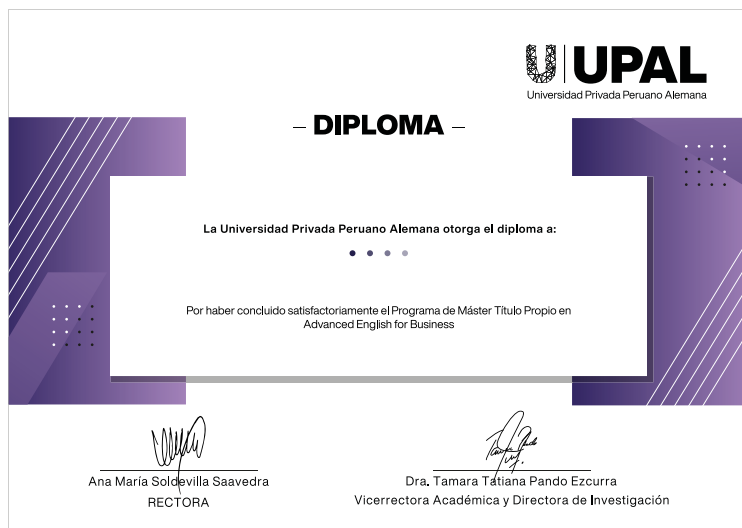 UPAL
Universidad Privada Peruano Alemana
– DIPLOMA –
La Universidad Privada Peruano Alemana otorga el diploma a:
Por haber concluido satisfactoriamente el Programa de Máster Título Propio en
Advanced English for Business
Ana María Soldevilla Saavedra
RECTORA
Dra. Tamara Tatiana Pando Ezcurra
Vicerrectora Académica y Directora de Investigación